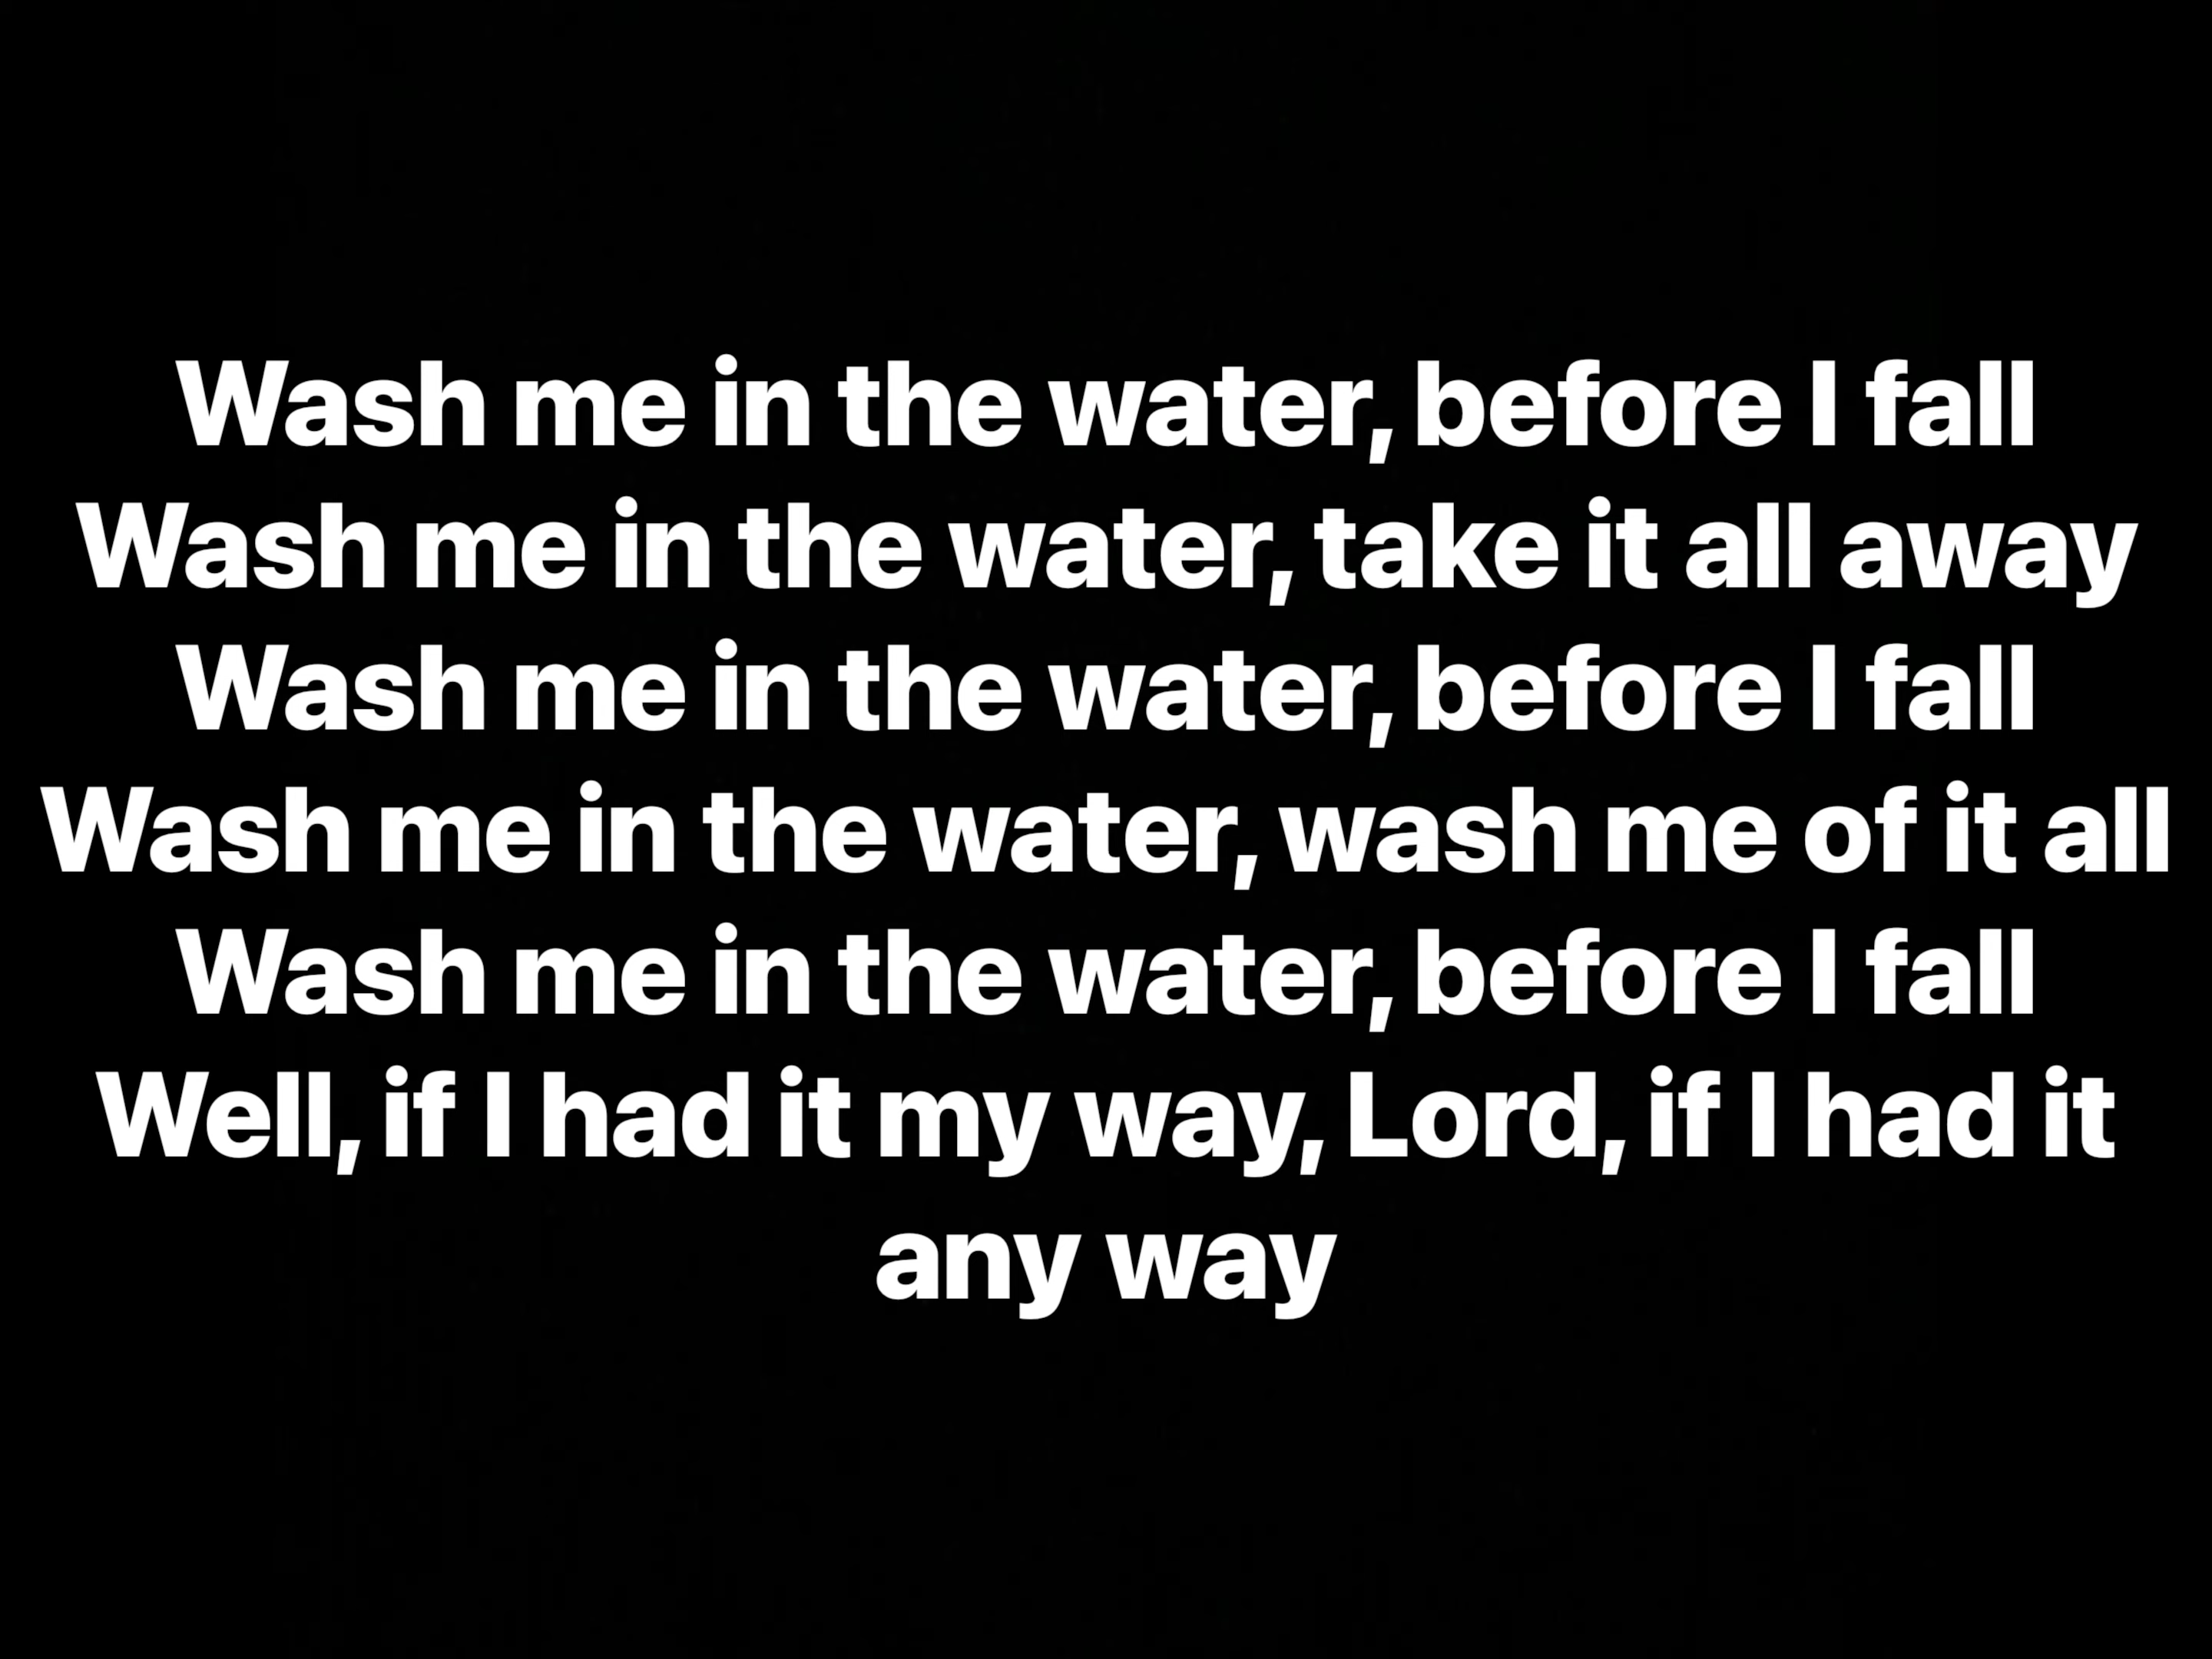 Wash me in the water, before I fall
Wash me in the water, take it all away
Wash me in the water, before I fall
Wash me in the water, wash me of it all
Wash me in the water, before I fall
Well, if I had it my way, Lord, if I had it
any way